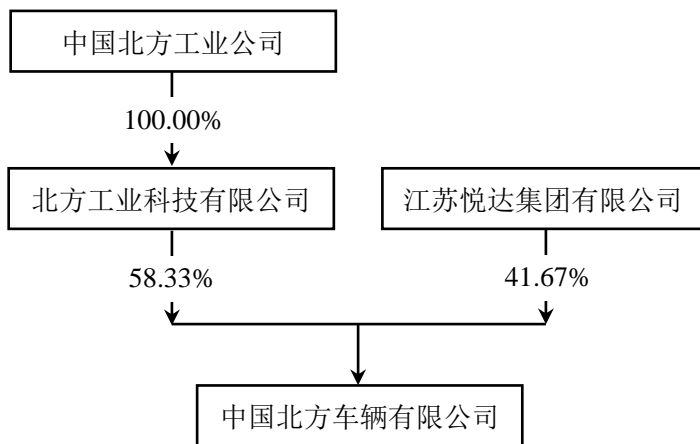 中国北方工业公司
100.00%
北方工业科技有限公司
江苏悦达集团有限公司
58.33%
41.67%
中国北方车辆有限公司